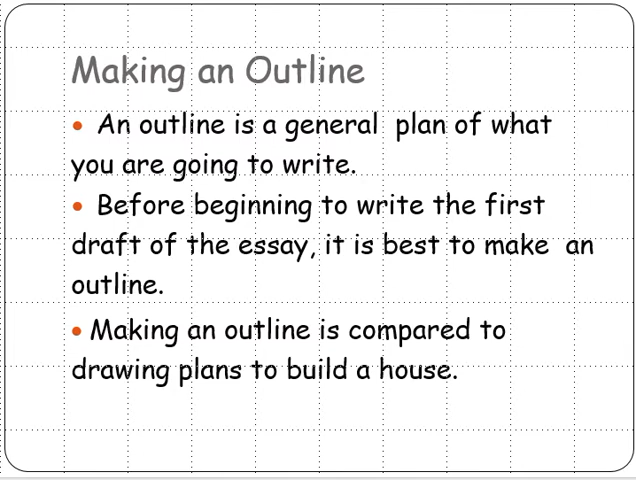 Making an Outline
• An outline is a general  plan of what
you are going to write.
• Before beginning to write the first
draft of the essay, it is best to make  an
outline.
• Making an outline is compared to
drawing plans to build a house.